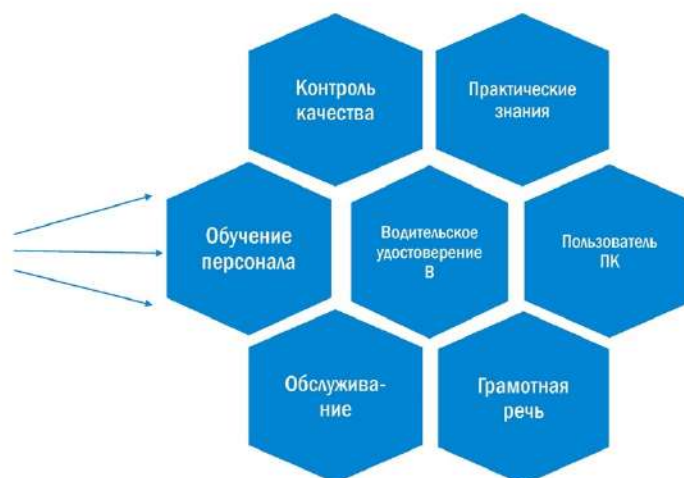 Контроль
качества
Практические
знания
Обучение
персонала
Водительское
удостоверение
В
Пользователь
ПК
Обслужива-
ние
Грамотная
речь